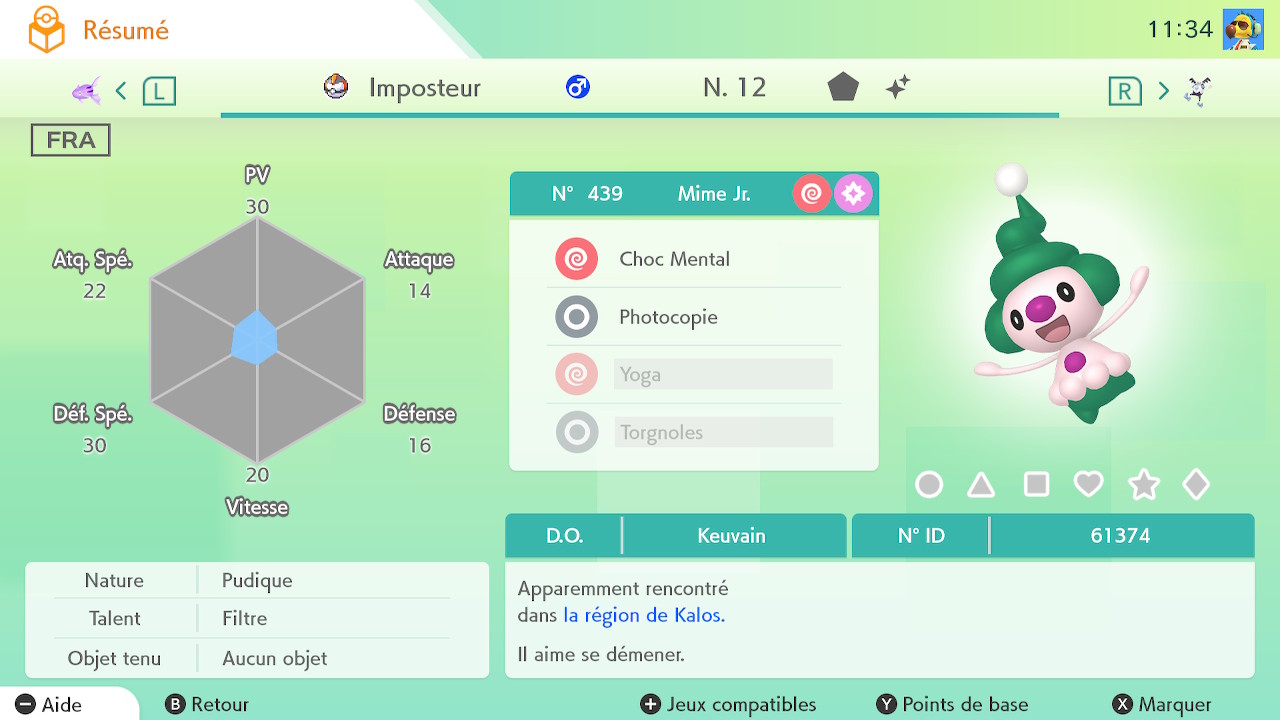 Résumé
11:34
L
Imposteur
N. 12
R
FRA
PV
30
Atq. Spé.
22
Attaque
14
Déf. Spé.
30
Défense
16
20
Vitesse
N° 439 Mime Jr.
Choc Mental
Photocopie
Yoga
Torgnoles
D.O. Keuvain
N° ID 61374
Nature Pudique
Talent Filtre
Objet tenu Aucun objet
Apparemment rencontré
dans la région de Kalos.
Il aime se démener.
Aide
B Retour
Jeux compatibles
Y Points de base
X Marquer